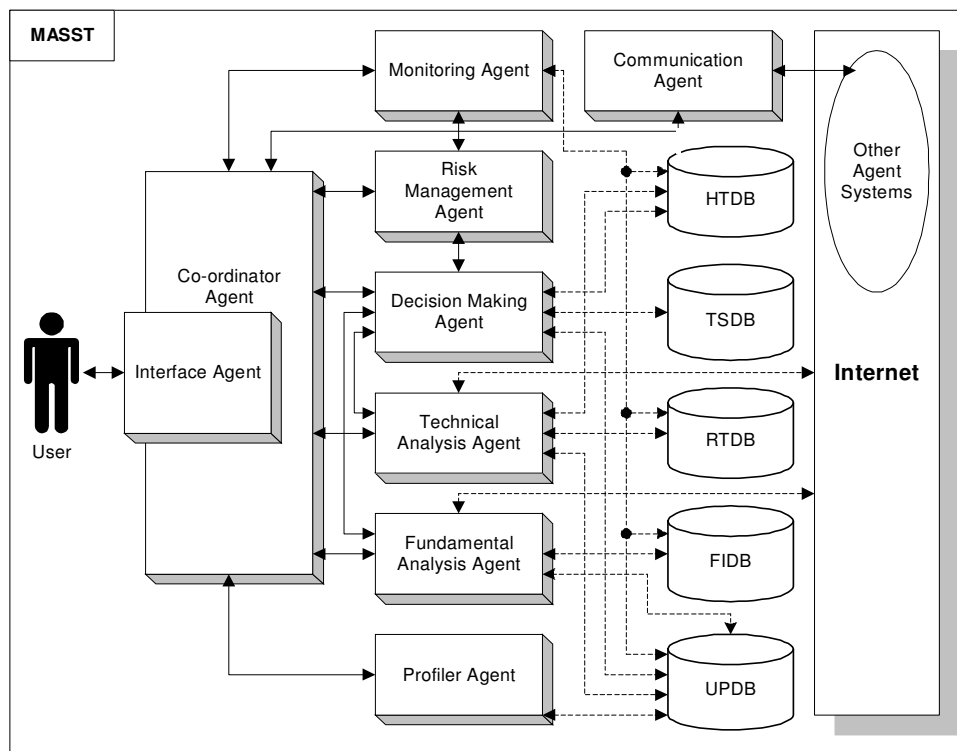 MASST
Monitoring Agent
Communication
Agent
Risk
Management
Agent
HTDB
Other
Agent
Systems
Co-ordinator
Agent
Decision Making
Agent
TSDB
Interface Agent
Internet
User
Technical
Analysis Agent
RTDB
Fundamental
Analysis Agent
FIDB
Profiler Agent
UPDB